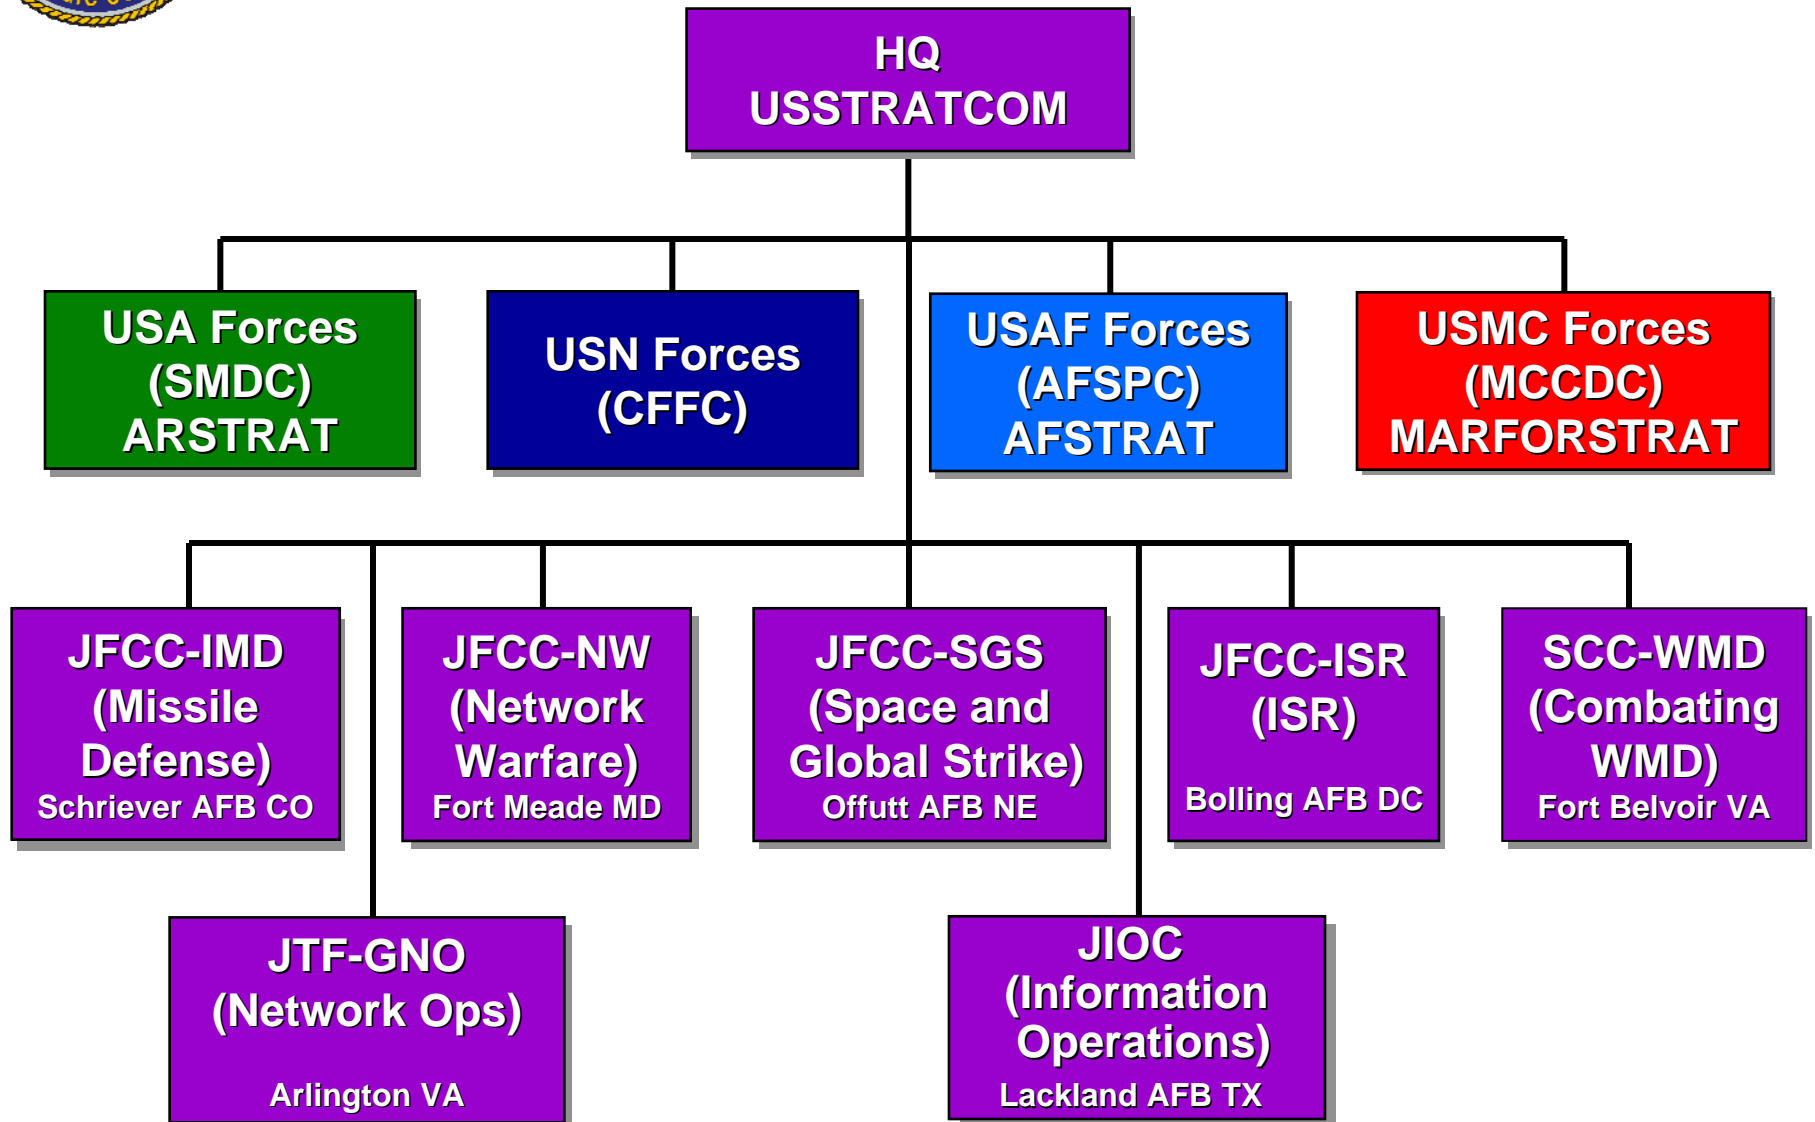 HQ
USSTRATCOM
USA Forces
(SMDC)
ARSTRAT
USN Forces
(CFFC)
USAF Forces
(AFSPC)
AFSTRAT
USMC Forces
(MCCDC)
MARFORSTRAT
JFCC-IMD
(Missile
Defense)
Schriever AFB CO
JFCC-NW
(Network
Warfare)
Fort Meade MD
JFCC-SGS
(Space and
Global Strike)
Offutt AFB NE
JFCC-ISR
(ISR)
Bolling AFB DC
SCC-WMD
(Combating
WMD)
Fort Belvoir VA
JTF-GNO
(Network Ops)
Arlington VA
JIOC
(Information
Operations)
Lackland AFB TX